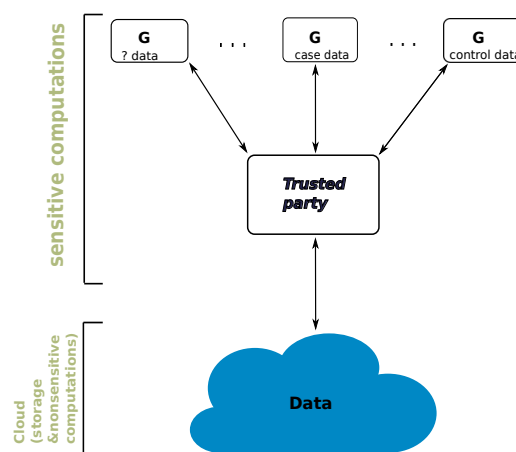 sensitive computations
G
? data
. . .
G
case data
. . .
G
control data
Trusted
party
Cloud
(storage
&nonsensitive
computations)
Data